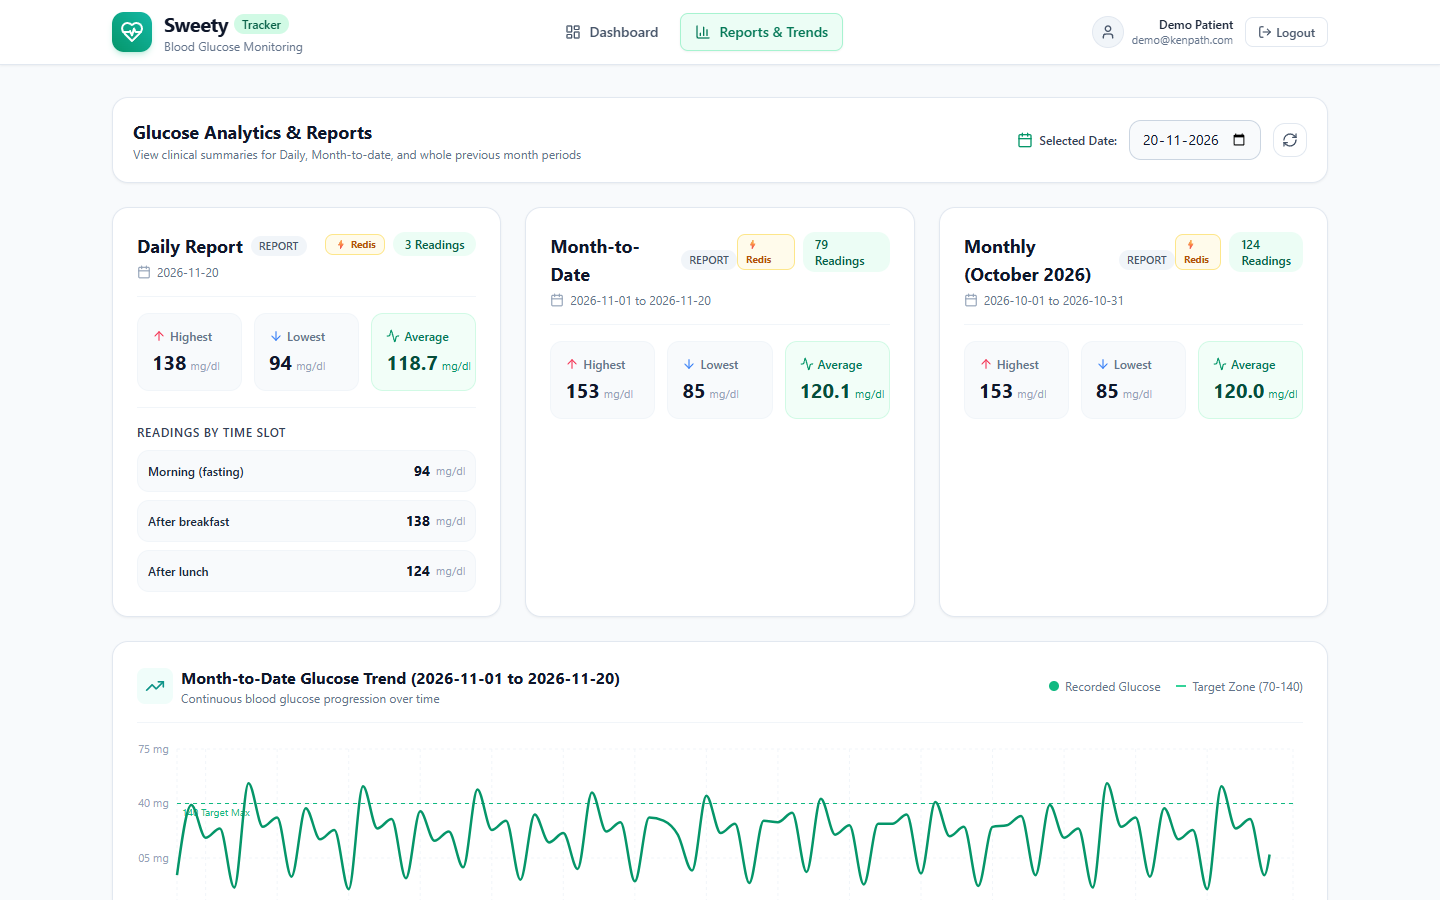 Sweety Tracker
Blood Glucose Monitoring
Dashboard
Reports & Trends
Demo Patient
demo@kenpath.com
Logout
Glucose Analytics & Reports
View clinical summaries for Daily, Month-to-date, and whole previous month periods
Selected Date: 20-11-2026
Daily Report REPORT Redis 3 Readings
2026-11-20
Highest
138 mg/dl
Lowest
94 mg/dl
Average
118.7 mg/dl
READINGS BY TIME SLOT
Morning (fasting) 94 mg/dl
After breakfast 138 mg/dl
After lunch 124 mg/dl
Month-to-
Date
REPORT
Redis
79
Readings
2026-11-01 to 2026-11-20
Highest
153 mg/dl
Lowest
85 mg/dl
Average
120.1 mg/dl
Monthly
(October 2026)
REPORT
Redis
124
Readings
2026-10-01 to 2026-10-31
Highest
153 mg/dl
Lowest
85 mg/dl
Average
120.0 mg/dl
Month-to-Date Glucose Trend (2026-11-01 to 2026-11-20)
Continuous blood glucose progression over time
Recorded Glucose
Target Zone (70-140)
75 mg
40 mg
140 Target Max
05 mg